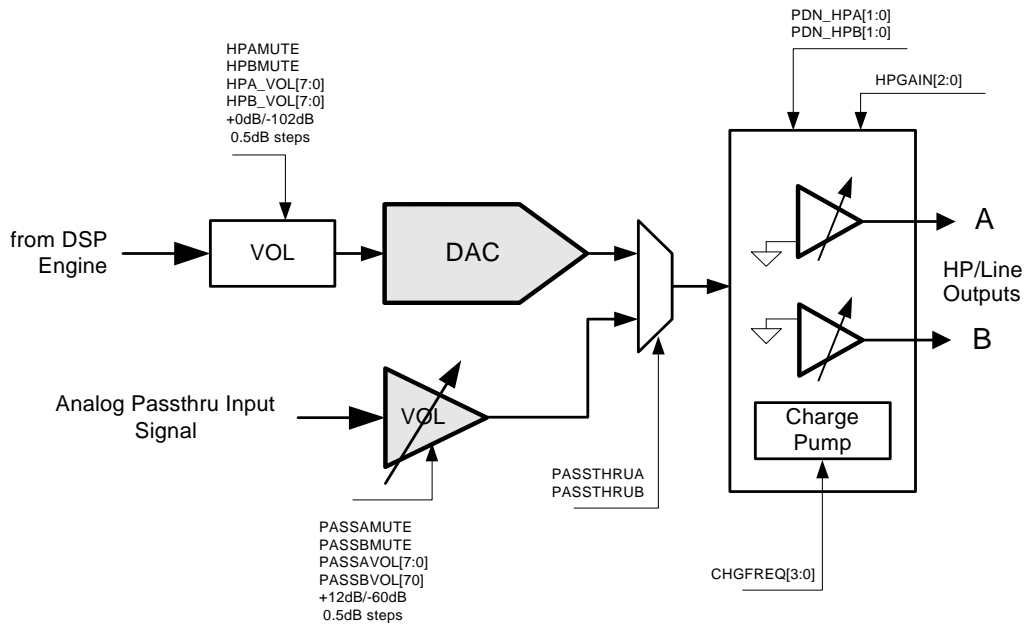 PDN_HPA[1:0]
PDN_HPB[1:0]
HPAMUTE
HPBMUTE
HPA_VOL[7:0]
HPB_VOL[7:0]
+0dB/-102dB
0.5dB steps
HPGAIN[2:0]
from DSP
Engine
VOL
DAC
A
HP/Line
Outputs
B
Analog Passthru Input
Signal
VOL
Charge
Pump
PASSTHRUA
PASSTHRUB
PASSAMUTE
PASSBMUTE
PASSAVOL[7:0]
PASSBVOL[70]
+12dB/-60dB
0.5dB steps
CHGFREQ[3:0]